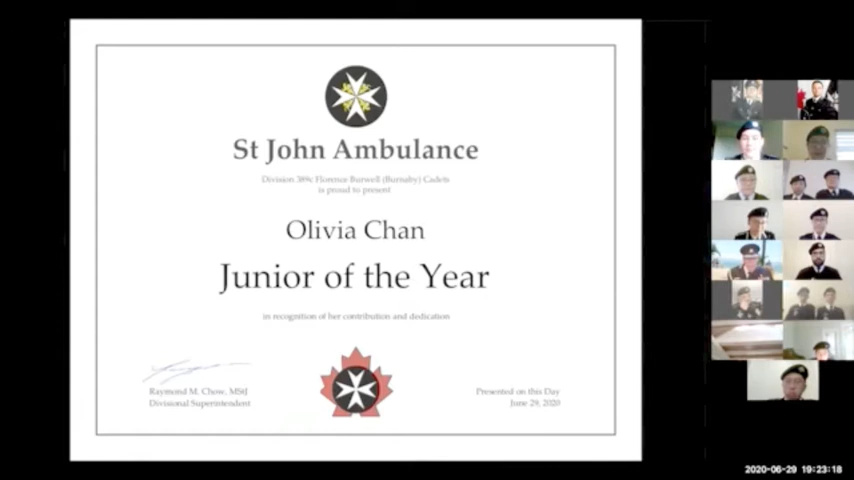 St John Ambulance
Division 389c Florence Burwell (Burnaby) Cadets
is proud to present
Olivia Chan
Junior of the Year
in recognition of her contribution and dedication
Raymond M. Chow, MStJ
Divisional Superintendent
Presented on this Day
June 29, 2020
2020-06-29 19:23:18